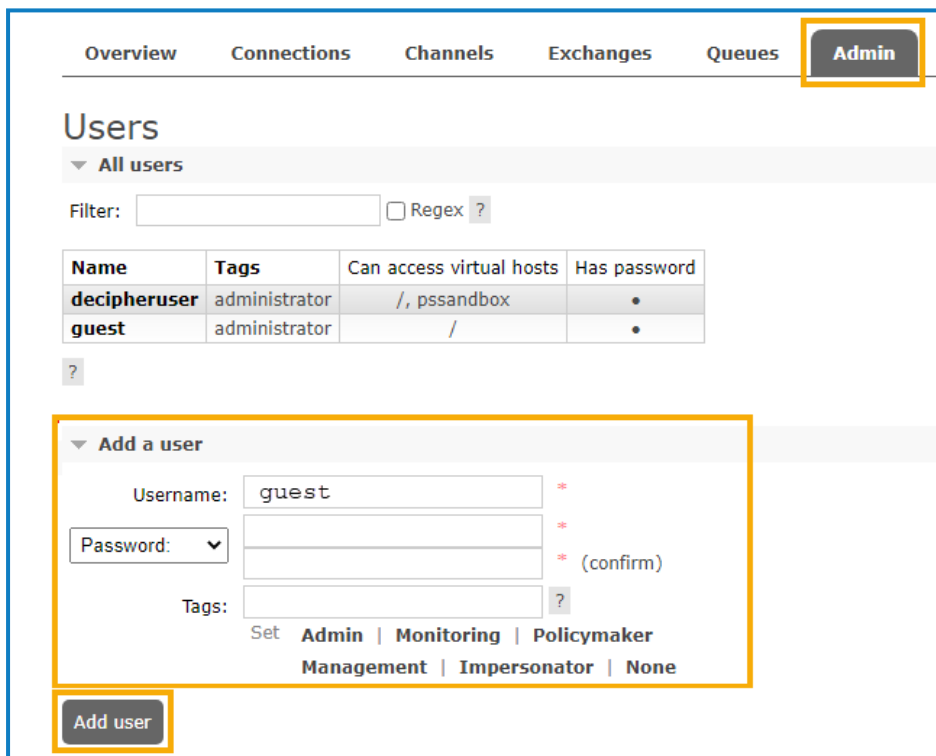 Overview Connections Channels Exchanges Queues Admin
Users
All users
Filter: Regex ?
Name Tags Can access virtual hosts Has password
decipheruser administrator /, pssandbox •
guest administrator / •
?
Add a user
Username: guest *
Password: *
* (confirm)
Tags: ?
Set Admin | Monitoring | Policymaker
Management | Impersonator | None
Add user